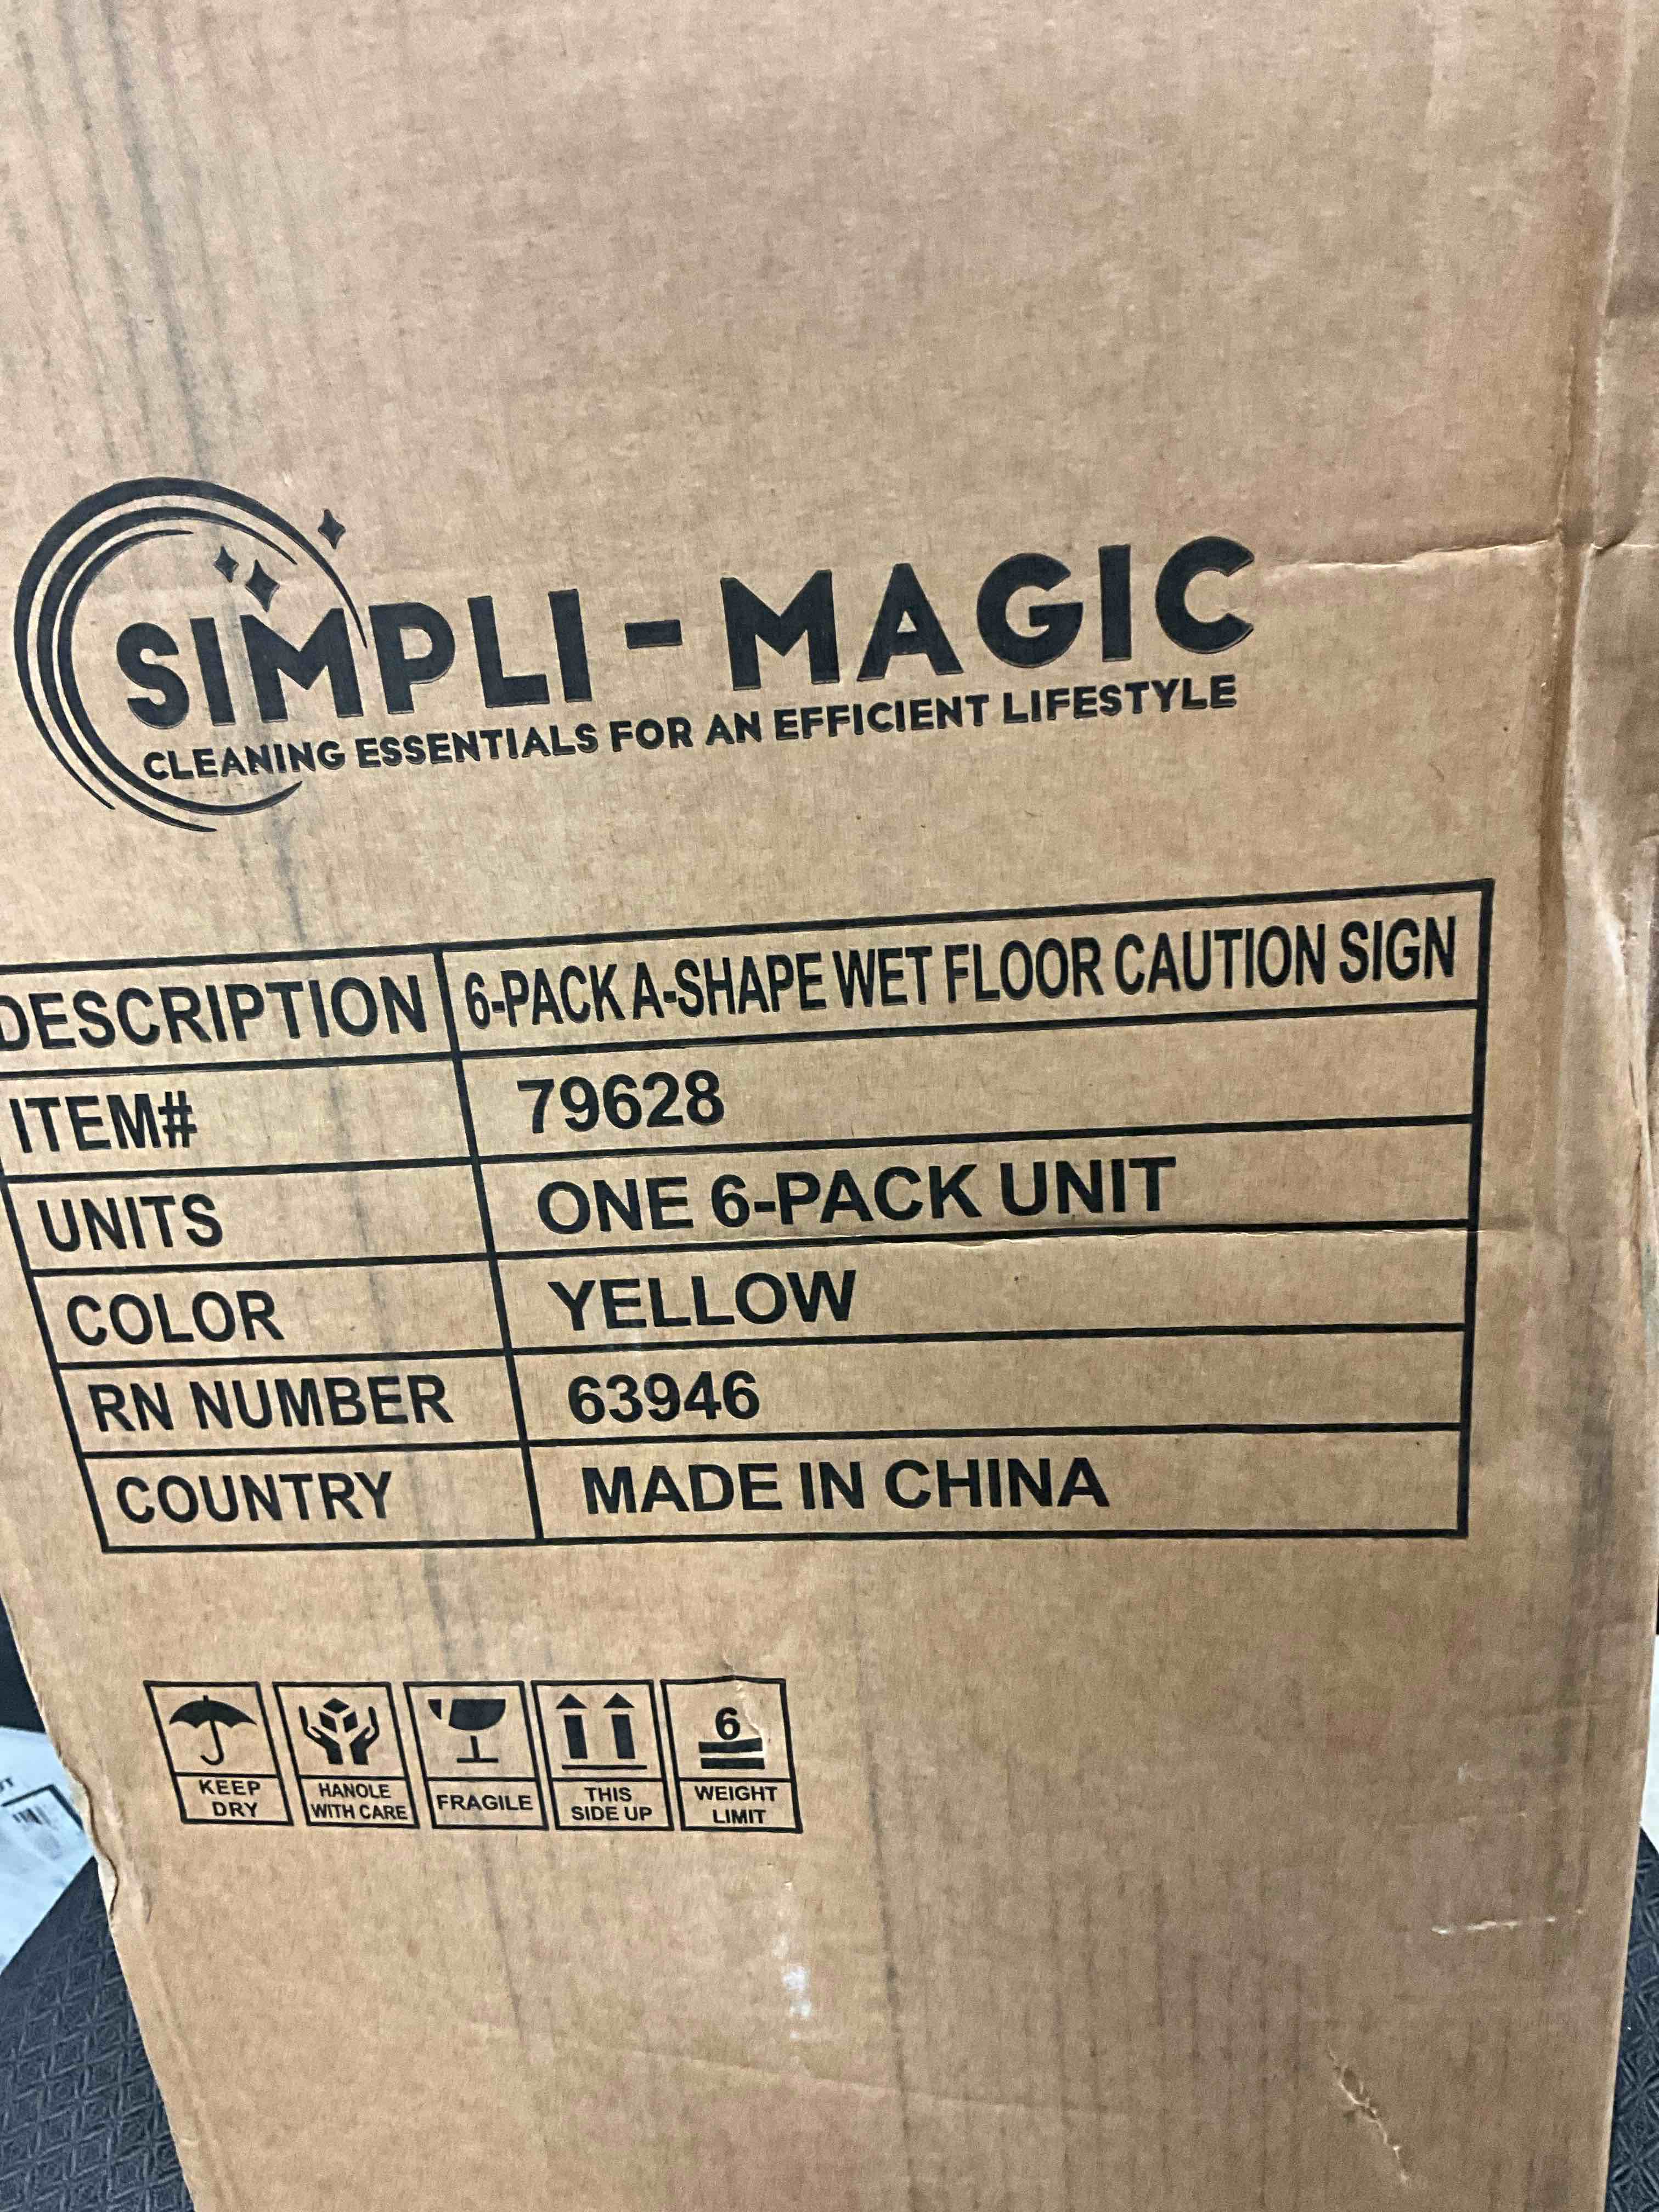 SIMPLI-MAGIC
CLEANING ESSENTIALS FOR AN EFFICIENT LIFESTYLE
DESCRIPTION 6-PACK A-SHAPE WET FLOOR CAUTION SIGN
ITEM# 79628
UNITS ONE 6-PACK UNIT
COLOR YELLOW
RN NUMBER 63946
COUNTRY MADE IN CHINA
6
KEEP DRY
HANOLE WITH CARE
FRAGILE
THIS SIDE UP
WEIGHT LIMIT